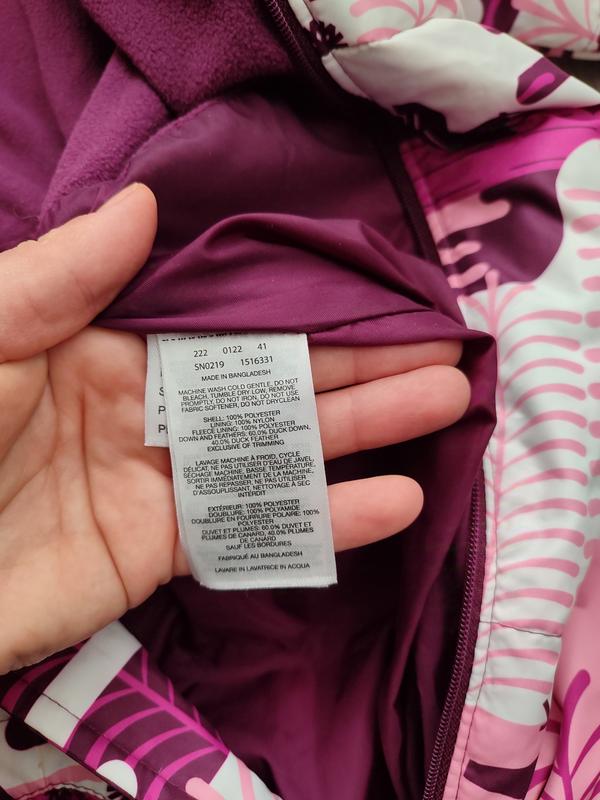 222 0122 41
SN0219 1516331
MADE IN BANGLADESH
MACHINE WASH COLD GENTLE, DO NOT
BLEACH, TUMBLE DRY LOW, REMOVE
PROMPTLY, DO NOT IRON, DO NOT USE
FABRIC SOFTENER, DO NOT DRYCLEAN
SHELL: 100% POLYESTER
LINING: 100% NYLON
FLEECE LINING: 100% POLYESTER
DOWN AND FEATHERS: 60.0% DUCK DOWN,
40.0% DUCK FEATHER
EXCLUSIVE OF TRIMMING
LAVAGE MACHINE À FROID, CYCLE
DÉLICAT, NE PAS UTILISER D'EAU DE JAVEL,
SÉCHAGE MACHINE, BASSE TEMPÉRATURE,
SORTIR IMMÉDIATEMENT DE LA MACHINE,
NE PAS REPASSER, NE PAS UTILISER
D'ASSOUPLISSANT, NETTOYAGE À SEC
INTERDIT
EXTÉRIEUR: 100% POLYESTER
DOUBLURE: 100% POLYAMIDE
DOUBLURE EN FOURRURE POLAIRE: 100%
POLYESTER
DUVET ET PLUMES: 60.0% DUVET ET
PLUMES DE CANARD, 40.0% PLUMES
DE CANARD
SAUF LES BORDURES
FABRIQUÉ AU BANGLADESH
LAVARE IN LAVATRICE IN ACQUA